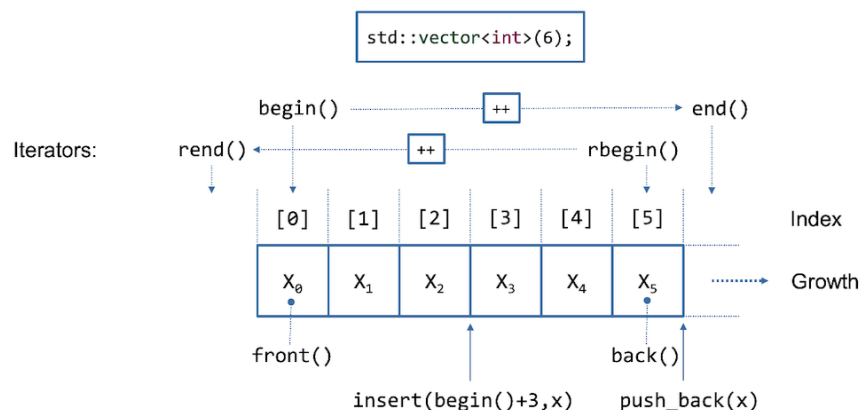 std::vector<int>(6);
begin() ++ end()
Iterators: rend() ++ rbegin()
[0] [1] [2] [3] [4] [5] Index
X₀ X₁ X₂ X₃ X₄ X₅ Growth
front() back()
insert(begin()+3,x) push_back(x)